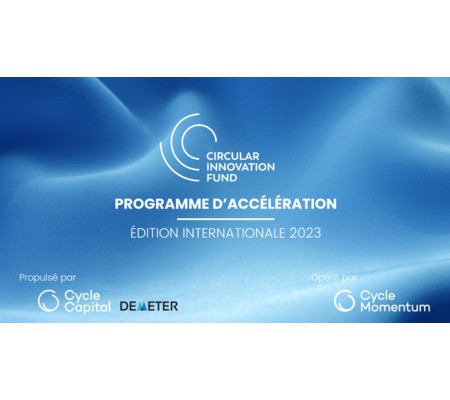 CIRCULAR
INNOVATION
FUND
PROGRAMME D'ACCÉLÉRATION
ÉDITION INTERNATIONALE 2023
Propulsé par
Cycle
Capital
DEMETER
Opéré par
Cycle
Momentum